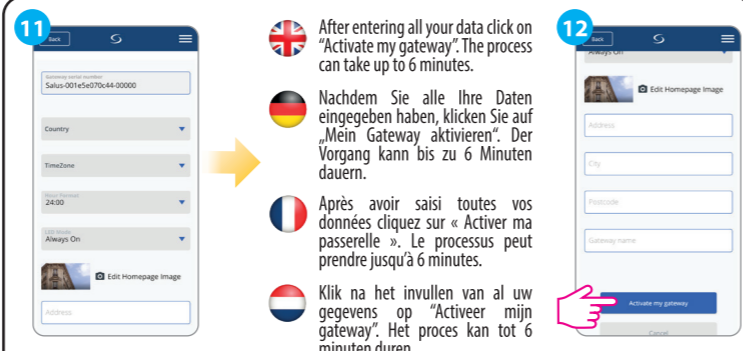 11
Back
Gateway serial number
Salus-001e5e070c44-00000
Country
TimeZone
24:00
LED Mode
Always On
Edit Homepage Image
Address
After entering all your data click on
“Activate my gateway”. The process
can take up to 6 minutes.
Nachdem Sie alle Ihre Daten
eingegeben haben, klicken Sie auf
„Mein Gateway aktivieren“. Der
Vorgang kann bis zu 6 Minuten
dauern.
Après avoir saisi toutes vos
données cliquez sur « Activer ma
passerelle ». Le processus peut
prendre jusqu’à 6 minutes.
Klik na het invullen van al uw
gegevens op “Activeer mijn
gateway”. Het proces kan tot 6
minuten duren
12
Back
Always On
Edit Homepage Image
Address
City
Postcode
Gateway name
Activate my gateway
Cancel